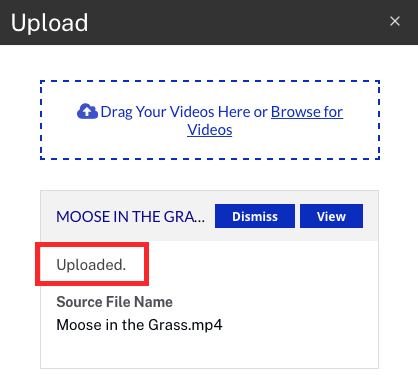 Upload
Drag Your Videos Here or Browse for
Videos
MOOSE IN THE GRA...
Dismiss
View
Uploaded.
Source File Name
Moose in the Grass.mp4